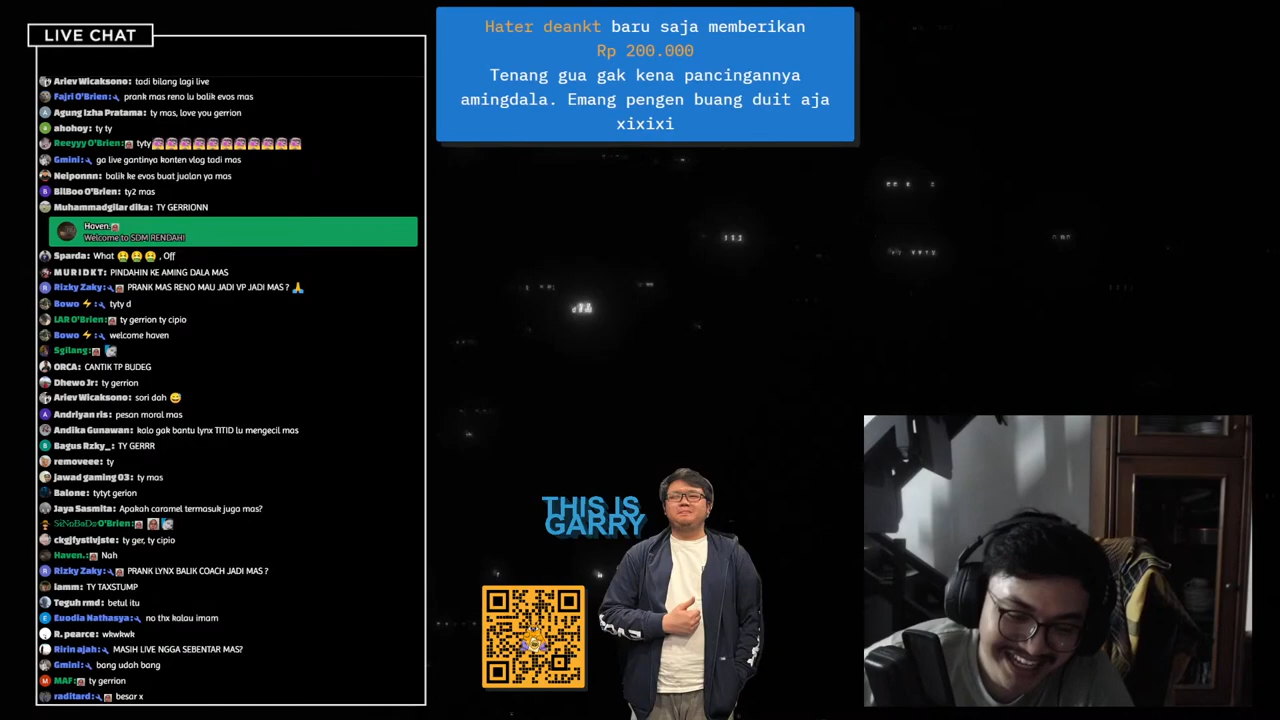 LIVE CHAT
Ariev Wicaksono: tadi bilang lagi live
Fajri O'Brien: prank mas reno lu balik evos mas
Agung Izha Pratama: ty mas, love you gerrion
ahohoy: ty ty
Reeyyy O'Brien: tyty
Gmini: ga live gantinya konten vlog tadi mas
Neiponnn: balik ke evos buat jualan ya mas
BilBoo O'Brien: ty2 mas
Muhammadgilar dika: TY GERRIONN
Haven.
Welcome to SDM RENDAH!
Sparda: What 🤮 🤮 🤮 , Off
M U R I D K T: PINDAHIN KE AMING DALA MAS
Rizky Zaky: PRANK MAS RENO MAU JADI VP JADI MAS ? 🙏
Bowo ⚡: tyty d
LAR O'Brien: ty gerrion ty cipio
Bowo ⚡: welcome haven
Sgilang:
ORCA: CANTIK TP BUDEG
Dhewo Jr: ty gerrion
Ariev Wicaksono: sori dah 😅
Andriyan ris: pesan moral mas
Andika Gunawan: kalo gak bantu lynx TITID lu mengecil mas
Bagus Rzky_: TY GERRR
removeee: ty
jawad gaming 03: ty mas
Balone: tytyt gerion
Jaya Sasmita: Apakah caramel termasuk juga mas?
SiNoBaDa O'Brien:
ckgjfystlvjste: ty ger, ty cipio
Haven.: Nah
Rizky Zaky: PRANK LYNX BALIK COACH JADI MAS ?
iamm: TY TAXSTUMP
Teguh rmd: betul itu
Euodia Nathasya: no thx kalau imam
R. pearce: wkwkwk
Ririn ajah: MASIH LIVE NGGA SEBENTAR MAS?
Gmini: bang udah bang
MAF: ty gerrion
raditard: besar x
Hater deankt baru saja memberikan
Rp 200.000
Tenang gua gak kena pancingannya
amingdala. Emang pengen buang duit aja
xixixi
THIS IS
GARRY